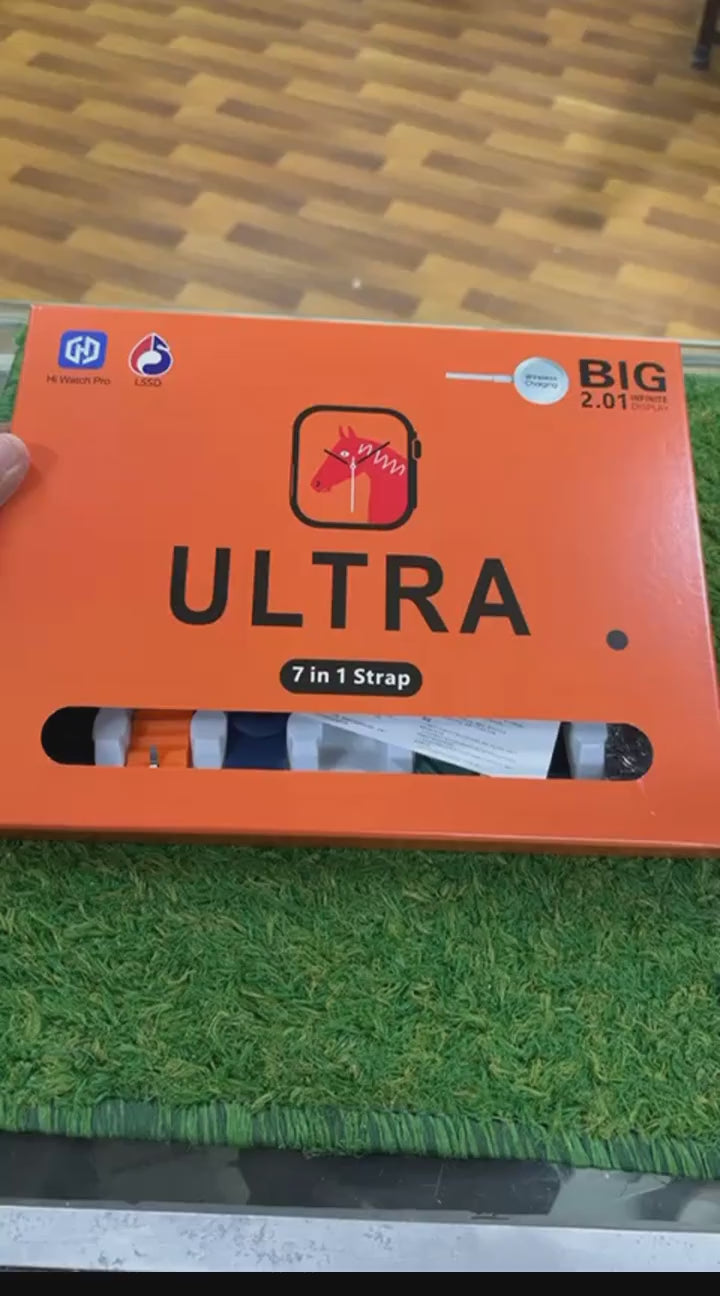 Hi Watch Pro
LSSD
Wireless
Charging
BIG
2.01 INFINITE
DISPLAY
ULTRA
7 in 1 Strap